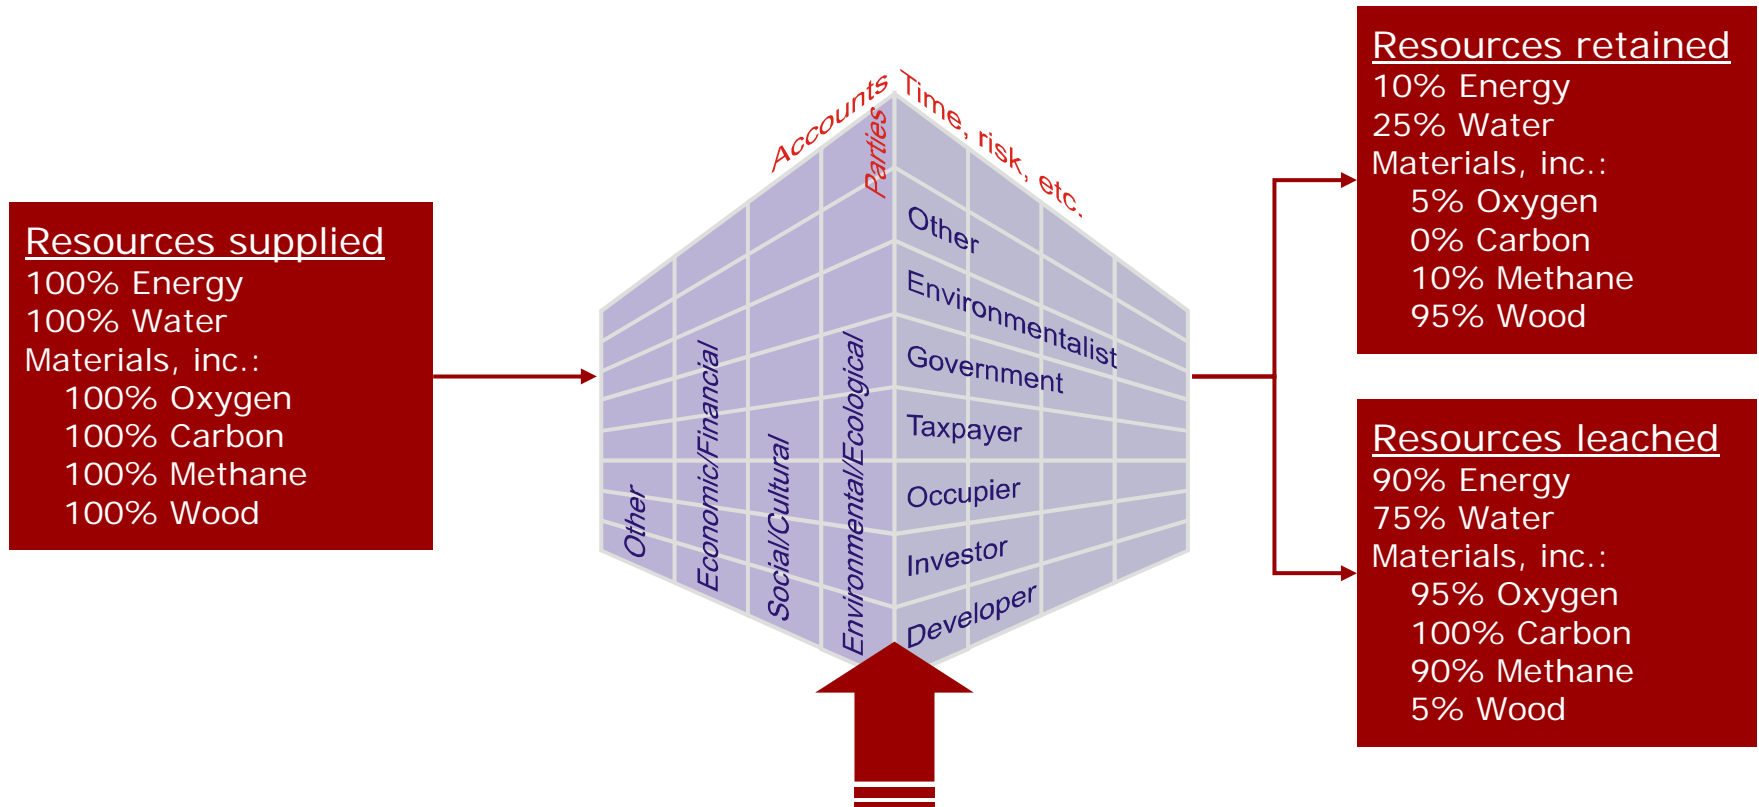 Resources supplied
100% Energy
100% Water
Materials, inc.:
100% Oxygen
100% Carbon
100% Methane
100% Wood
Accounts
Parties
Time, risk, etc.
Other
Economic/Financial
Social/Cultural
Environmental/Ecological
Other
Environmentalist
Government
Taxpayer
Occupier
Investor
Developer
Resources retained
10% Energy
25% Water
Materials, inc.:
5% Oxygen
0% Carbon
10% Methane
95% Wood
Resources leached
90% Energy
75% Water
Materials, inc.:
95% Oxygen
100% Carbon
90% Methane
5% Wood